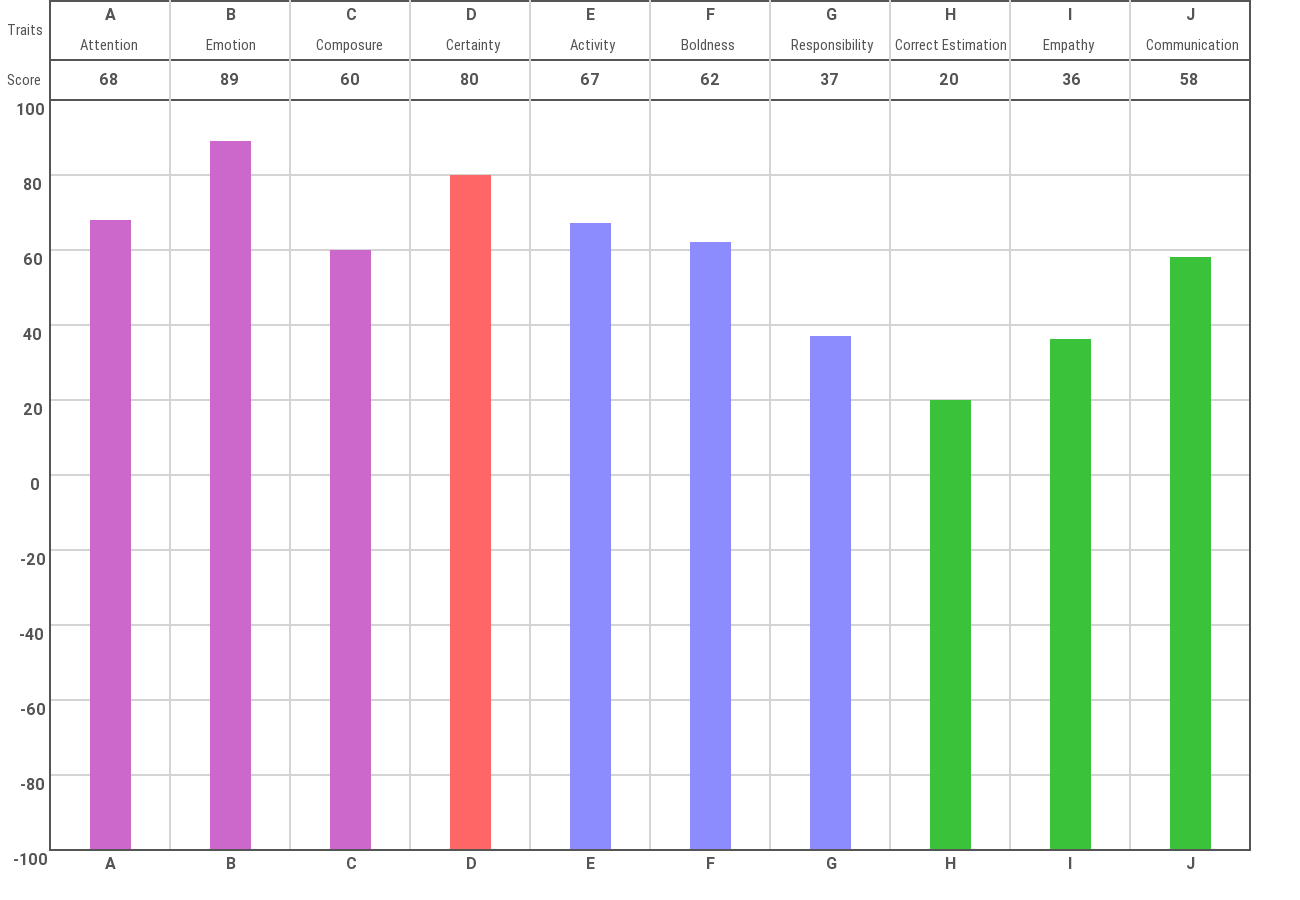 A B C D E F G H I J
Traits Attention Emotion Composure Certainty Activity Boldness Responsibility Correct Estimation Empathy Communication
Score 68 89 60 80 67 62 37 20 36 58
100
80
60
40
20
0
-20
-40
-60
-80
-100
A B C D E F G H I J